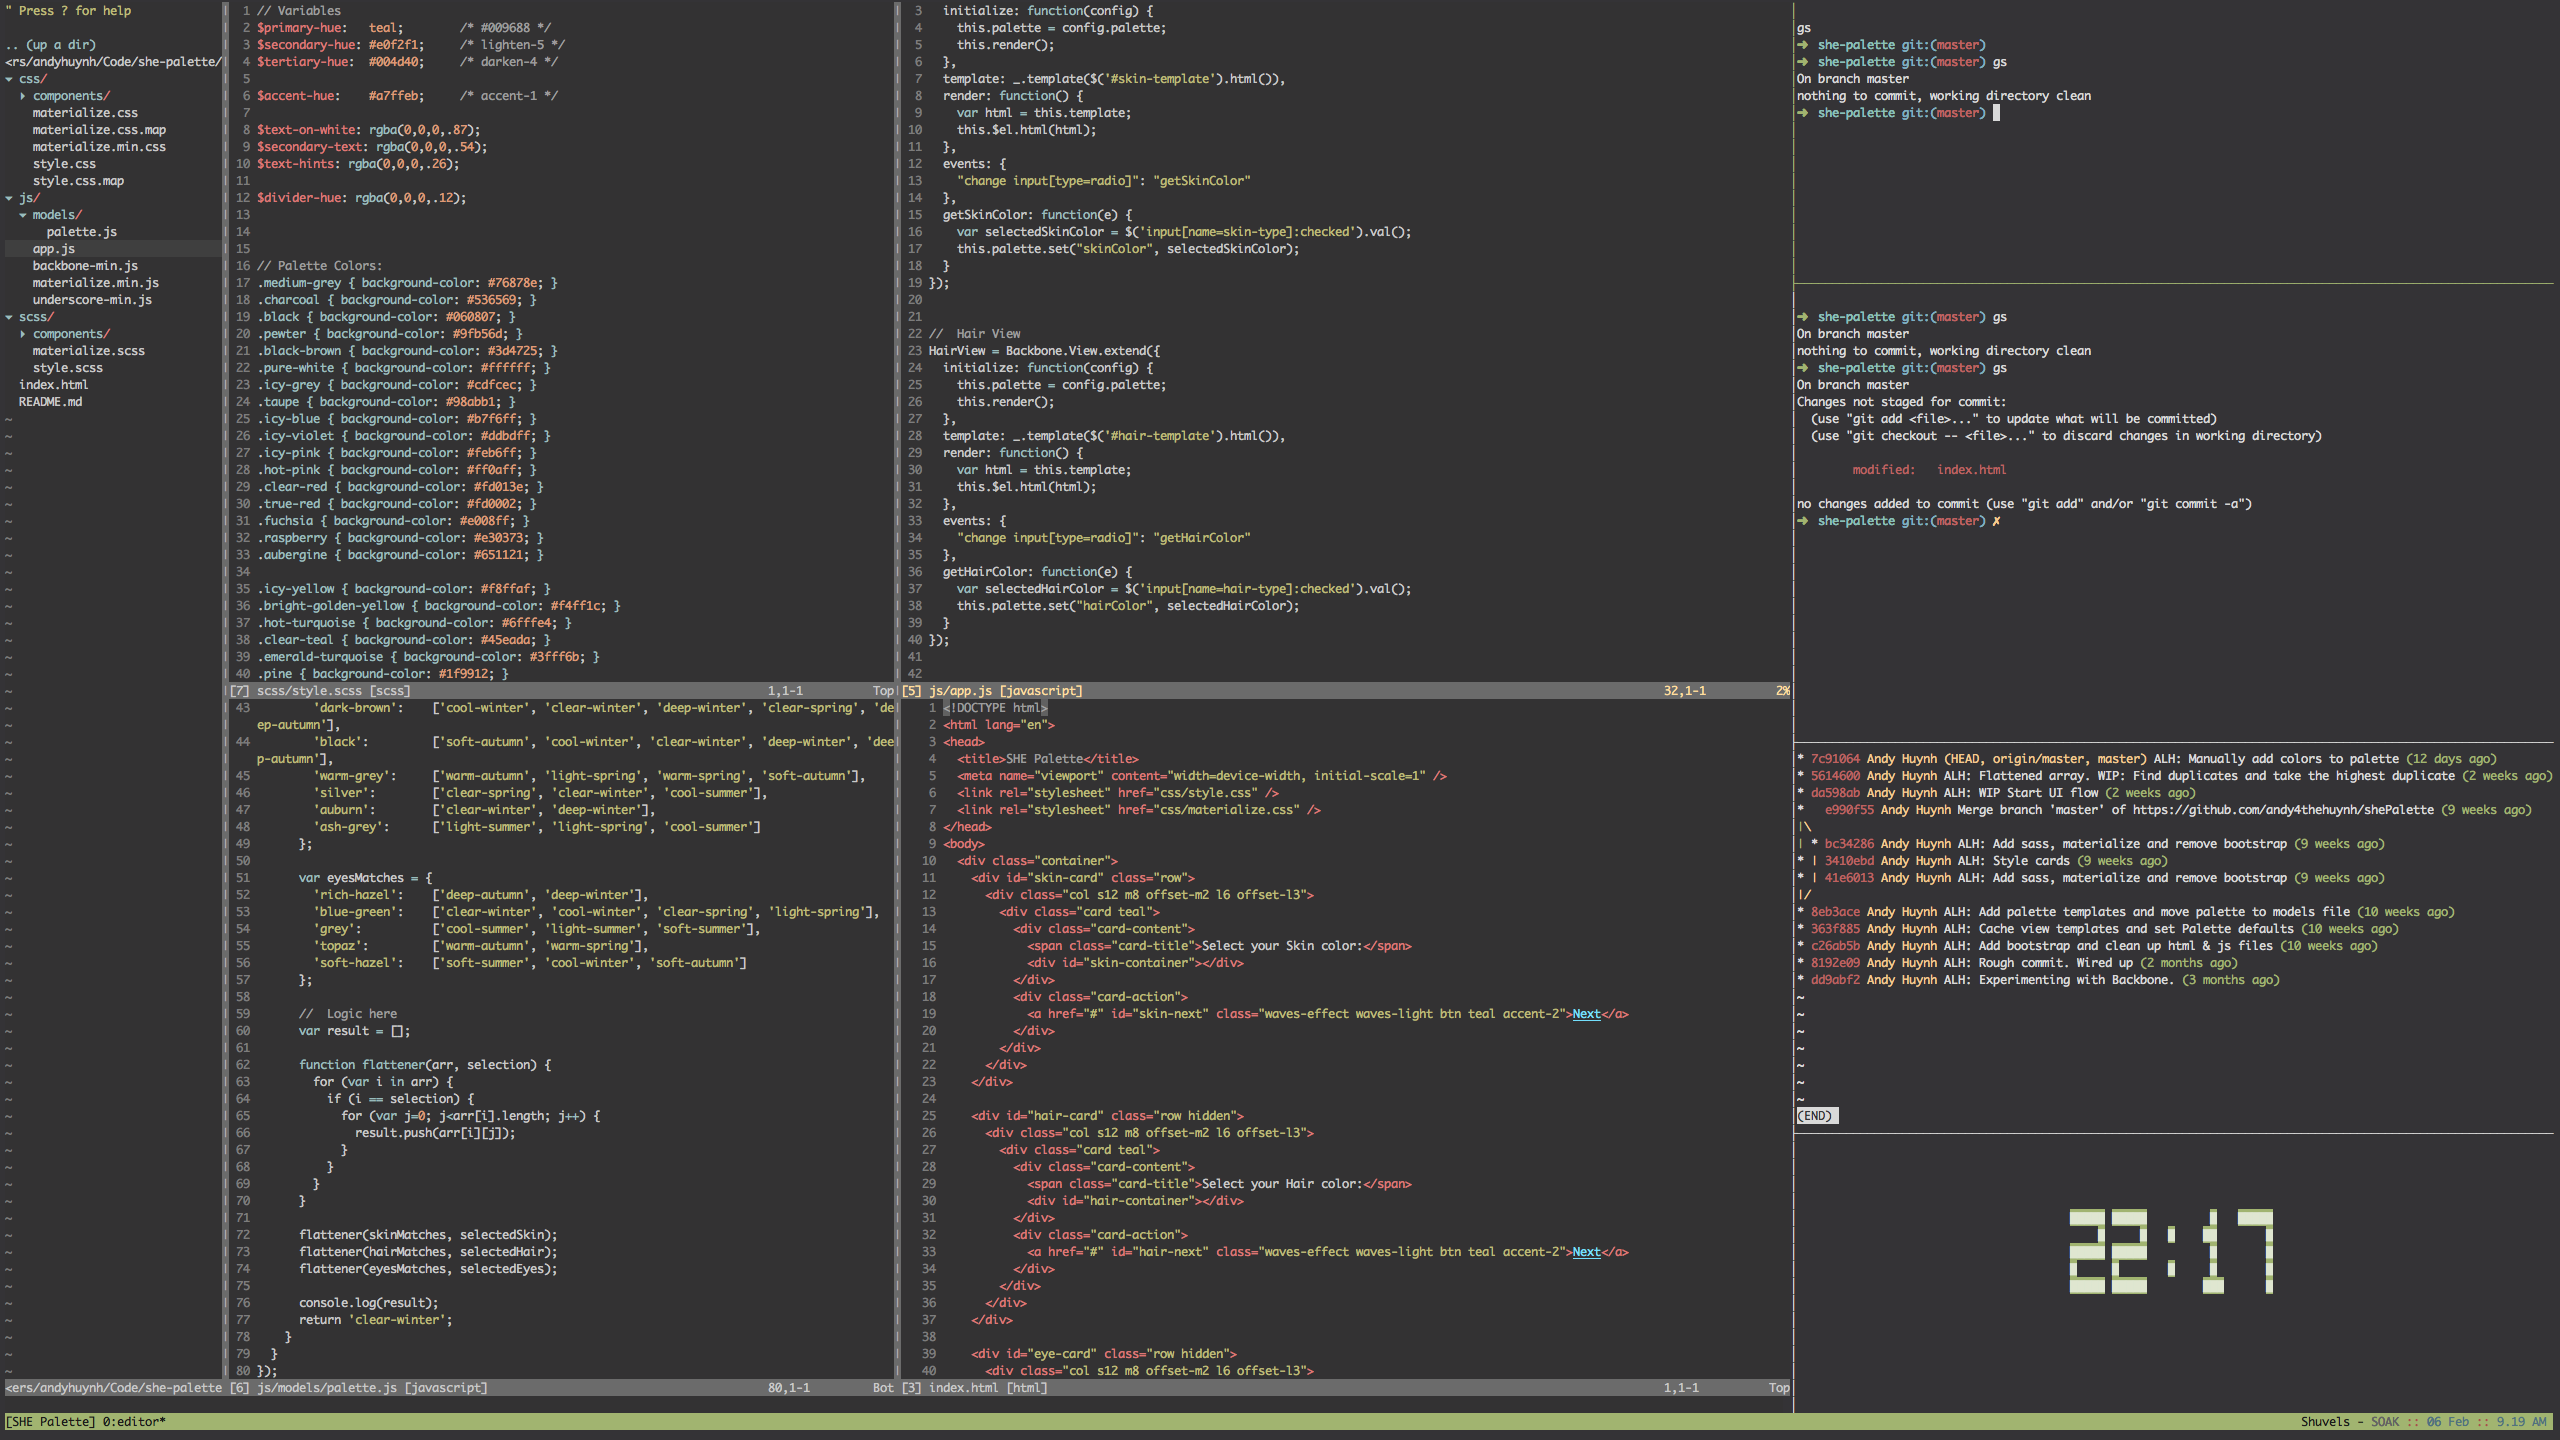 " Press ? for help
.. (up a dir)
<rs/andyhuynh/Code/she-palette/
▾ css/
▸ components/
materialize.css
materialize.css.map
materialize.min.css
style.css
style.css.map
▾ js/
▾ models/
palette.js
app.js
backbone-min.js
materialize.min.js
underscore-min.js
▾ scss/
▸ components/
materialize.scss
style.scss
index.html
README.md
<ers/andyhuynh/Code/she-palette
1 // Variables
2 $primary-hue:   teal;        /* #009688 */
3 $secondary-hue: #e0f2f1;     /* lighten-5 */
4 $tertiary-hue:  #004d40;     /* darken-4 */
5
6 $accent-hue:    #a7ffeb;     /* accent-1 */
7
8 $text-on-white: rgba(0,0,0,.87);
9 $secondary-text: rgba(0,0,0,.54);
10 $text-hints: rgba(0,0,0,.26);
11
12 $divider-hue: rgba(0,0,0,.12);
13
14
15
16 // Palette Colors:
17 .medium-grey { background-color: #76878e; }
18 .charcoal { background-color: #536569; }
19 .black { background-color: #060807; }
20 .pewter { background-color: #9fb56d; }
21 .black-brown { background-color: #3d4725; }
22 .pure-white { background-color: #ffffff; }
23 .icy-grey { background-color: #cdfcec; }
24 .taupe { background-color: #98abb1; }
25 .icy-blue { background-color: #b7f6ff; }
26 .icy-violet { background-color: #ddbdff; }
27 .icy-pink { background-color: #feb6ff; }
28 .hot-pink { background-color: #ff0aff; }
29 .clear-red { background-color: #fd013e; }
30 .true-red { background-color: #fd0002; }
31 .fuchsia { background-color: #e008ff; }
32 .raspberry { background-color: #e30373; }
33 .aubergine { background-color: #651121; }
34
35 .icy-yellow { background-color: #f8ffaf; }
36 .bright-golden-yellow { background-color: #f4ff1c; }
37 .hot-turquoise { background-color: #6fffe4; }
38 .clear-teal { background-color: #45eada; }
39 .emerald-turquoise { background-color: #3fff6b; }
40 .pine { background-color: #1f9912; }
[7] scss/style.scss [scss] 1,1-1 Top
43 'dark-brown':    ['cool-winter', 'clear-winter', 'deep-winter', 'clear-spring', 'de
ep-autumn'],
44 'black':         ['soft-autumn', 'cool-winter', 'clear-winter', 'deep-winter', 'dee
p-autumn'],
45 'warm-grey':     ['warm-autumn', 'light-spring', 'warm-spring', 'soft-autumn'],
46 'silver':        ['clear-spring', 'clear-winter', 'cool-summer'],
47 'auburn':        ['clear-winter', 'deep-winter'],
48 'ash-grey':      ['light-summer', 'light-spring', 'cool-summer']
49 };
50
51 var eyesMatches = {
52 'rich-hazel':    ['deep-autumn', 'deep-winter'],
53 'blue-green':    ['clear-winter', 'cool-winter', 'clear-spring', 'light-spring'],
54 'grey':          ['cool-summer', 'light-summer', 'soft-summer'],
55 'topaz':         ['warm-autumn', 'warm-spring'],
56 'soft-hazel':    ['soft-summer', 'cool-winter', 'soft-autumn']
57 };
58
59 //  Logic here
60 var result = [];
61
62 function flattener(arr, selection) {
63 for (var i in arr) {
64 if (i == selection) {
65 for (var j=0; j<arr[i].length; j++) {
66 result.push(arr[i][j]);
67 }
68 }
69 }
70 }
71
72 flattener(skinMatches, selectedSkin);
73 flattener(hairMatches, selectedHair);
74 flattener(eyesMatches, selectedEyes);
75
76 console.log(result);
77 return 'clear-winter';
78 }
79 }
80 });
[6] js/models/palette.js [javascript] 80,1-1 Bot
3 initialize: function(config) {
4 this.palette = config.palette;
5 this.render();
6 },
7 template: _.template($('#skin-template').html()),
8 render: function() {
9 var html = this.template;
10 this.$el.html(html);
11 },
12 events: {
13 "change input[type=radio]": "getSkinColor"
14 },
15 getSkinColor: function(e) {
16 var selectedSkinColor = $('input[name=skin-type]:checked').val();
17 this.palette.set("skinColor", selectedSkinColor);
18 }
19 });
20
21
22 //  Hair View
23 HairView = Backbone.View.extend({
24 initialize: function(config) {
25 this.palette = config.palette;
26 this.render();
27 },
28 template: _.template($('#hair-template').html()),
29 render: function() {
30 var html = this.template;
31 this.$el.html(html);
32 },
33 events: {
34 "change input[type=radio]": "getHairColor"
35 },
36 getHairColor: function(e) {
37 var selectedHairColor = $('input[name=hair-type]:checked').val();
38 this.palette.set("hairColor", selectedHairColor);
39 }
40 });
41
42
[5] js/app.js [javascript] 32,1-1 2%
1 <!DOCTYPE html>
2 <html lang="en">
3 <head>
4 <title>SHE Palette</title>
5 <meta name="viewport" content="width=device-width, initial-scale=1" />
6 <link rel="stylesheet" href="css/style.css" />
7 <link rel="stylesheet" href="css/materialize.css" />
8 </head>
9 <body>
10 <div class="container">
11 <div id="skin-card" class="row">
12 <div class="col s12 m8 offset-m2 l6 offset-l3">
13 <div class="card teal">
14 <div class="card-content">
15 <span class="card-title">Select your Skin color:</span>
16 <div id="skin-container"></div>
17 </div>
18 <div class="card-action">
19 <a href="#" id="skin-next" class="waves-effect waves-light btn teal accent-2">Next</a>
20 </div>
21 </div>
22 </div>
23 </div>
24
25 <div id="hair-card" class="row hidden">
26 <div class="col s12 m8 offset-m2 l6 offset-l3">
27 <div class="card teal">
28 <div class="card-content">
29 <span class="card-title">Select your Hair color:</span>
30 <div id="hair-container"></div>
31 </div>
32 <div class="card-action">
33 <a href="#" id="hair-next" class="waves-effect waves-light btn teal accent-2">Next</a>
34 </div>
35 </div>
36 </div>
37 </div>
38
39 <div id="eye-card" class="row hidden">
40 <div class="col s12 m8 offset-m2 l6 offset-l3">
[3] index.html [html] 1,1-1 Top
gs
➜  she-palette git:(master)
➜  she-palette git:(master) gs
On branch master
nothing to commit, working directory clean
➜  she-palette git:(master)
➜  she-palette git:(master) gs
On branch master
nothing to commit, working directory clean
➜  she-palette git:(master) gs
On branch master
Changes not staged for commit:
(use "git add <file>..." to update what will be committed)
(use "git checkout -- <file>..." to discard changes in working directory)
modified:   index.html
no changes added to commit (use "git add" and/or "git commit -a")
➜  she-palette git:(master) ✗
* 7c91064 Andy Huynh (HEAD, origin/master, master) ALH: Manually add colors to palette (12 days ago)
* 5614600 Andy Huynh ALH: Flattened array. WIP: Find duplicates and take the highest duplicate (2 weeks ago)
* da598ab Andy Huynh ALH: WIP Start UI flow (2 weeks ago)
*   e990f55 Andy Huynh Merge branch 'master' of https://github.com/andy4thehuynh/shePalette (9 weeks ago)
|\
| * bc34286 Andy Huynh ALH: Add sass, materialize and remove bootstrap (9 weeks ago)
* | 3410ebd Andy Huynh ALH: Style cards (9 weeks ago)
* | 41e6013 Andy Huynh ALH: Add sass, materialize and remove bootstrap (9 weeks ago)
|/
* 8eb3ace Andy Huynh ALH: Add palette templates and move palette to models file (10 weeks ago)
* 363f885 Andy Huynh ALH: Cache view templates and set Palette defaults (10 weeks ago)
* c26ab5b Andy Huynh ALH: Add bootstrap and clean up html & js files (10 weeks ago)
* 8192e09 Andy Huynh ALH: Rough commit. Wired up (2 months ago)
* dd9abf2 Andy Huynh ALH: Experimenting with Backbone. (3 months ago)
~
~
~
~
~
~
~
(END)
22:17
[SHE Palette] 0:editor* Shuvels - SOAK :: 06 Feb :: 9.19 AM